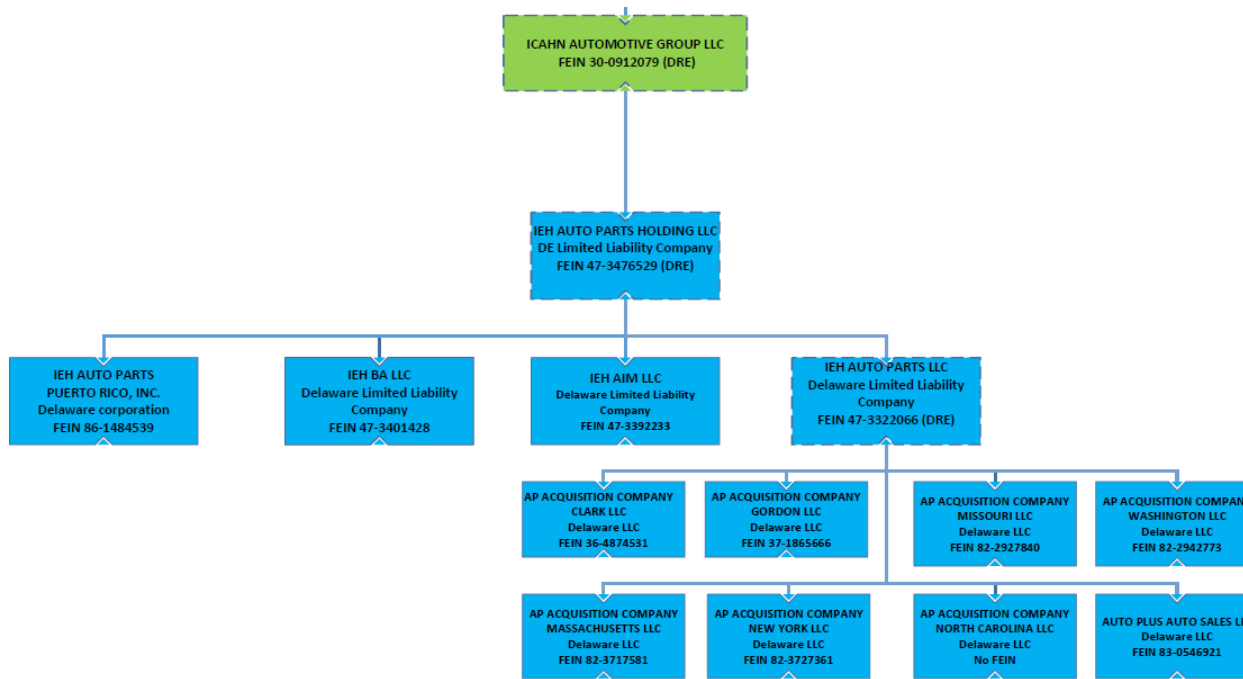 ICAHN AUTOMOTIVE GROUP LLC
FEIN 30-0912079 (DRE)
IEH AUTO PARTS HOLDING LLC
DE Limited Liability Company
FEIN 47-3476529 (DRE)
IEH AUTO PARTS
PUERTO RICO, INC.
Delaware corporation
FEIN 86-1484539
IEH BA LLC
Delaware Limited Liability
Company
FEIN 47-3401428
IEH AIM LLC
Delaware Limited Liability
Company
FEIN 47-3392233
IEH AUTO PARTS LLC
Delaware Limited Liability
Company
FEIN 47-3322066 (DRE)
AP ACQUISITION COMPANY
CLARK LLC
Delaware LLC
FEIN 36-4874531
AP ACQUISITION COMPANY
GORDON LLC
Delaware LLC
FEIN 37-1865666
AP ACQUISITION COMPANY
MISSOURI LLC
Delaware LLC
FEIN 82-2927840
AP ACQUISITION COMPAN
WASHINGTON LLC
Delaware LLC
FEIN 82-2942773
AP ACQUISITION COMPANY
MASSACHUSETTS LLC
Delaware LLC
FEIN 82-3717581
AP ACQUISITION COMPANY
NEW YORK LLC
Delaware LLC
FEIN 82-3727361
AP ACQUISITION COMPANY
NORTH CAROLINA LLC
Delaware LLC
No FEIN
AUTO PLUS AUTO SALES L
Delaware LLC
FEIN 83-0546921